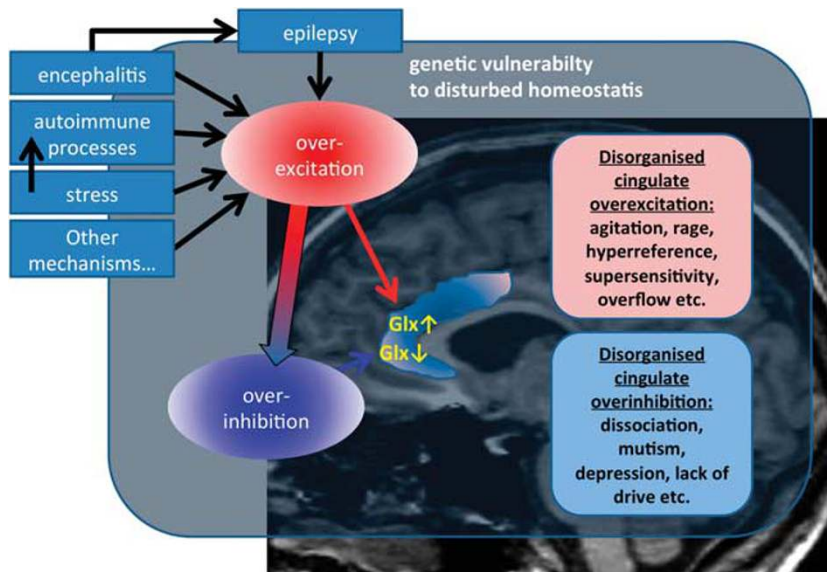 epilepsy
encephalitis
autoimmune
processes
stress
Other
mechanisms...
genetic vulnerabilty
to disturbed homeostatis
over-
excitation
Glx↑
Glx↓
over-
inhibition
Disorganised
cingulate
overexcitation:
agitation, rage,
hyperreference,
supersensitivity,
overflow etc.
Disorganised
cingulate
overinhibition:
dissociation,
mutism,
depression, lack of
drive etc.